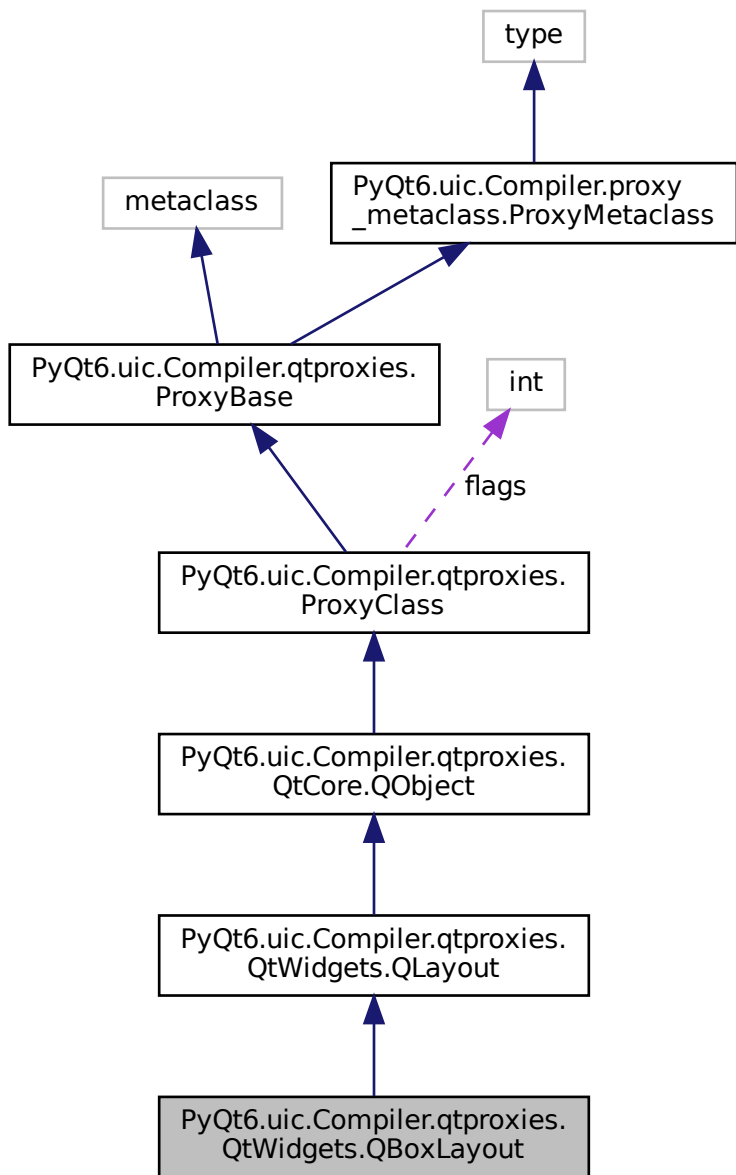 type
PyQt6.uic.Compiler.proxy
_metaclass.ProxyMetaclass
metaclass
PyQt6.uic.Compiler.qtproxies.
ProxyBase
int
flags
PyQt6.uic.Compiler.qtproxies.
ProxyClass
PyQt6.uic.Compiler.qtproxies.
QtCore.QObject
PyQt6.uic.Compiler.qtproxies.
QtWidgets.QLayout
PyQt6.uic.Compiler.qtproxies.
QtWidgets.QBoxLayout